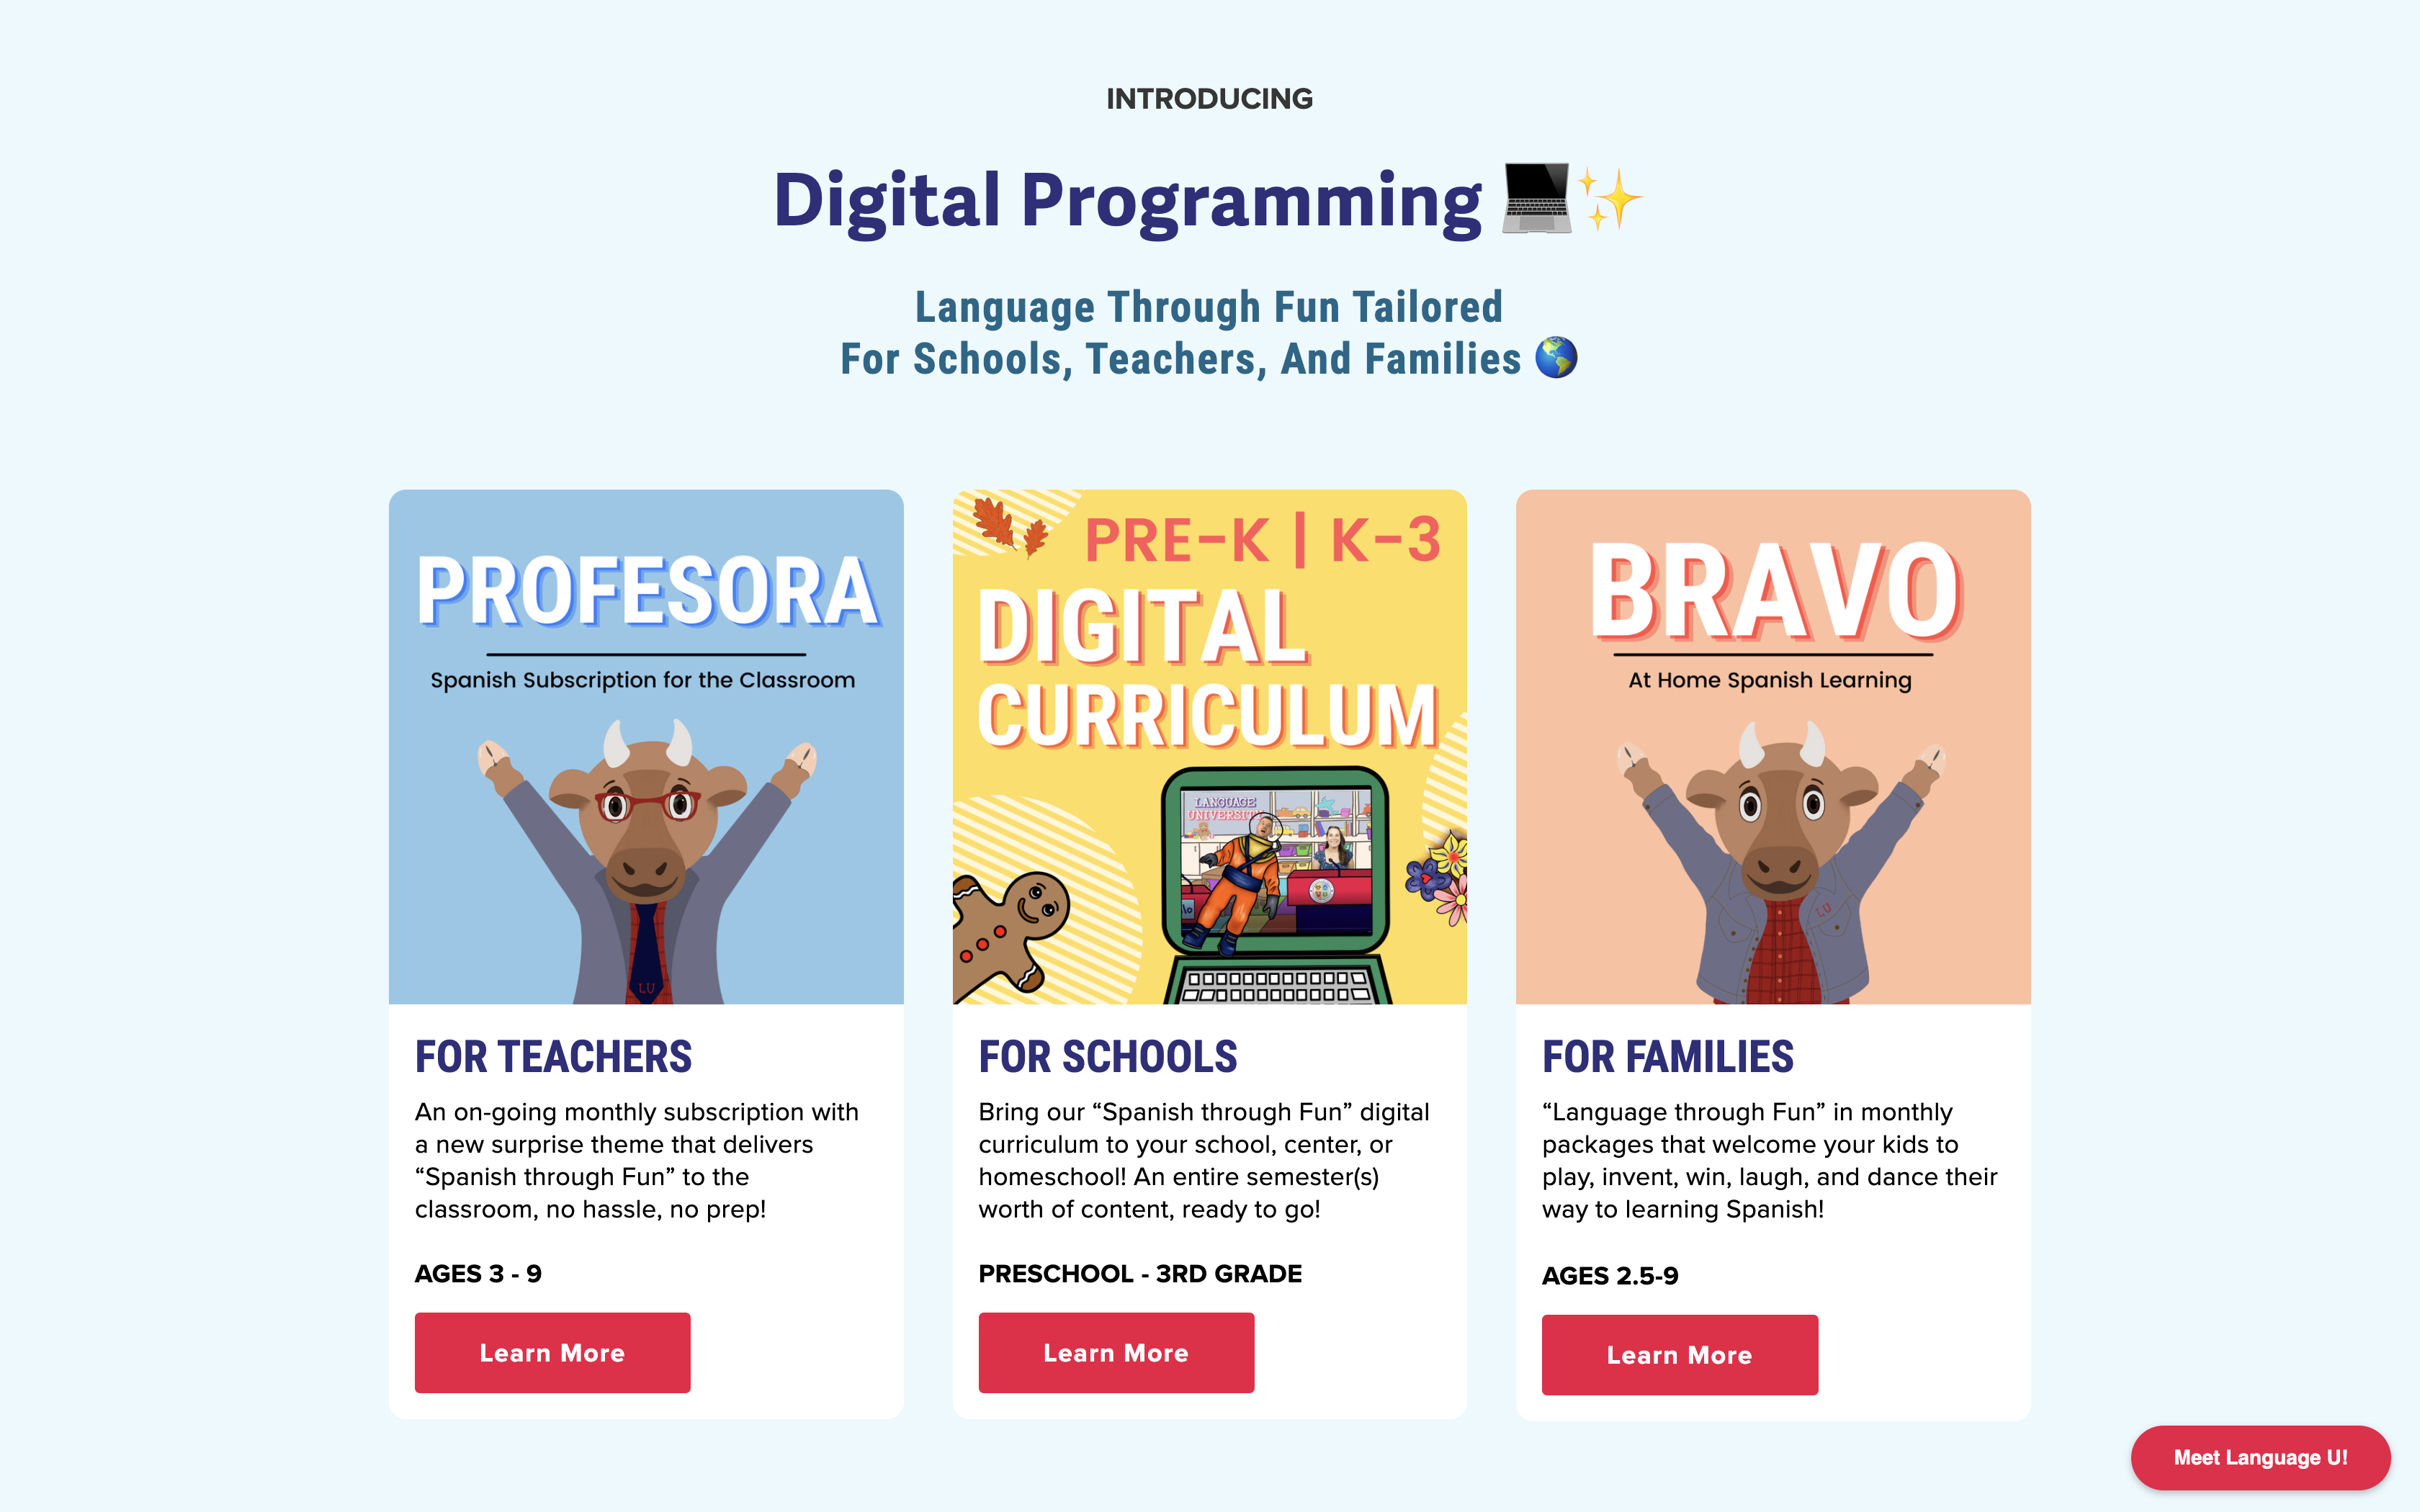 INTRODUCING
Digital Programming 💻✨
Language Through Fun Tailored
For Schools, Teachers, And Families 🌎
PROFESORA
Spanish Subscription for the Classroom
LU
FOR TEACHERS
An on-going monthly subscription with
a new surprise theme that delivers
“Spanish through Fun” to the
classroom, no hassle, no prep!
AGES 3 - 9
Learn More
PRE-K | K-3
DIGITAL
CURRICULUM
LANGUAGE
UNIVERSITY
FOR SCHOOLS
Bring our “Spanish through Fun” digital
curriculum to your school, center, or
homeschool! An entire semester(s)
worth of content, ready to go!
PRESCHOOL - 3RD GRADE
Learn More
BRAVO
At Home Spanish Learning
LU
FOR FAMILIES
“Language through Fun” in monthly
packages that welcome your kids to
play, invent, win, laugh, and dance their
way to learning Spanish!
AGES 2.5-9
Learn More
Meet Language U!